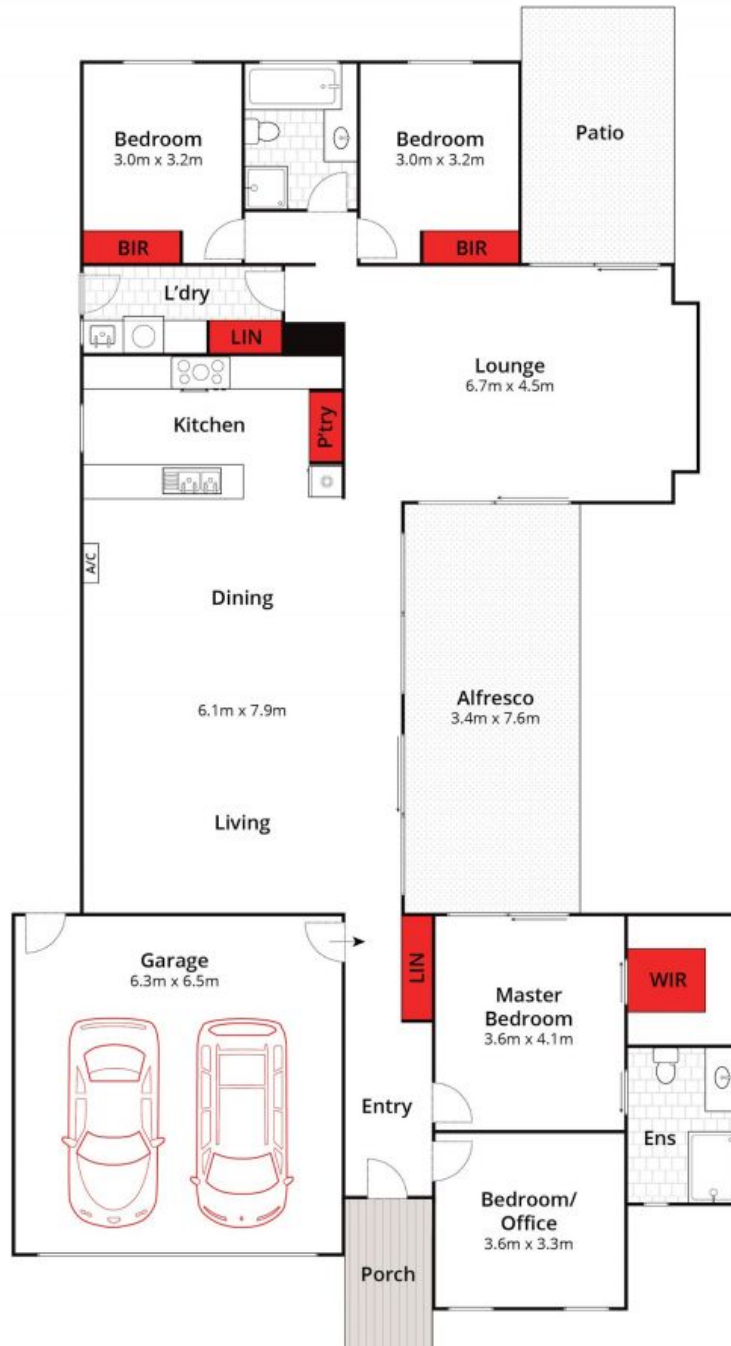 Bedroom
3.0m x 3.2m
Bedroom
3.0m x 3.2m
Patio
BIR
BIR
L'dry
LIN
Lounge
6.7m x 4.5m
Kitchen
P'try
A/C
Dining
6.1m x 7.9m
Alfresco
3.4m x 7.6m
Living
Garage
6.3m x 6.5m
LIN
Master
Bedroom
3.6m x 4.1m
WIR
Entry
Ens
Bedroom/
Office
3.6m x 3.3m
Porch